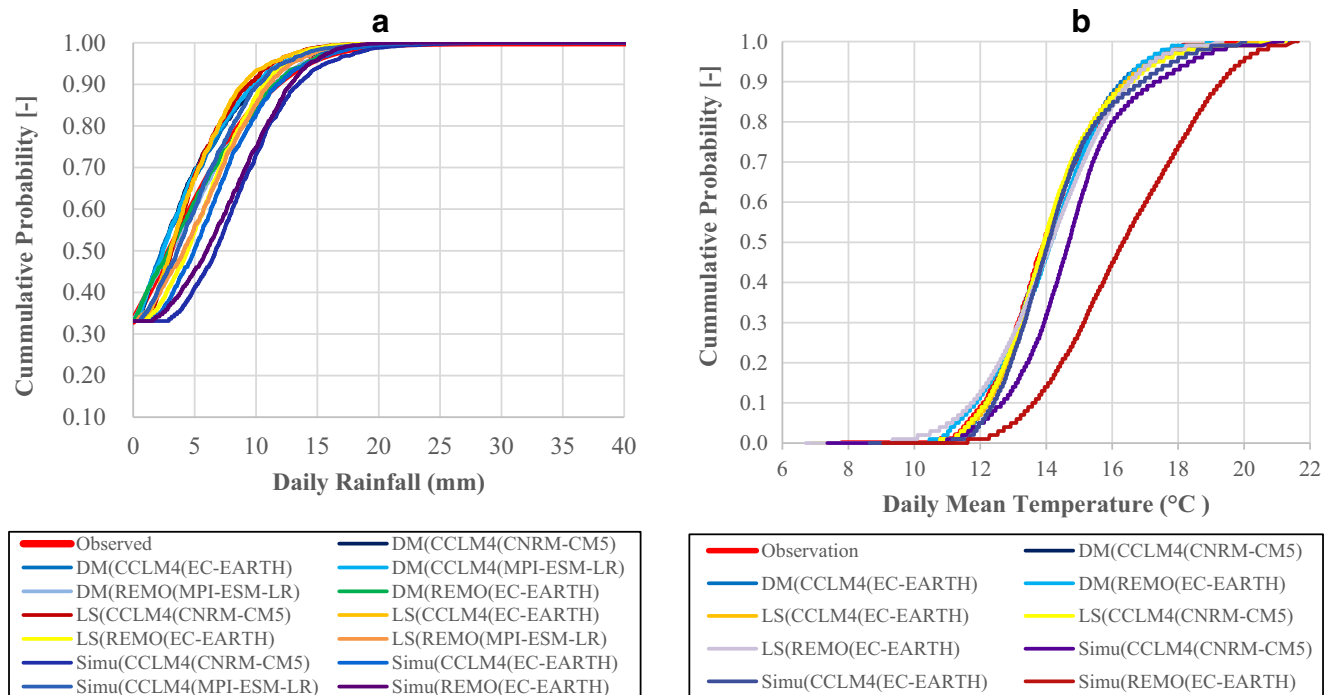 a
Cummulative Probability [-]
1.00
0.90
0.80
0.70
0.60
0.50
0.40
0.30
0.20
0.10
0 5 10 15 20 25 30 35 40
Daily Rainfall (mm)
Observed DM(CCLM4(CNRM-CM5)
DM(CCLM4(EC-EARTH) DM(CCLM4(MPI-ESM-LR)
DM(REMO(MPI-ESM-LR) DM(REMO(EC-EARTH)
LS(CCLM4(CNRM-CM5) LS(CCLM4(EC-EARTH)
LS(REMO(EC-EARTH) LS(REMO(MPI-ESM-LR)
Simu(CCLM4(CNRM-CM5) Simu(CCLM4(EC-EARTH)
Simu(CCLM4(MPI-ESM-LR) Simu(REMO(EC-EARTH)
b
Cummulative Probability [-]
1.0
0.9
0.8
0.7
0.6
0.5
0.4
0.3
0.2
0.1
0.0
6 8 10 12 14 16 18 20 22
Daily Mean Temperature (°C )
Observation DM(CCLM4(CNRM-CM5)
DM(CCLM4(EC-EARTH) DM(REMO(EC-EARTH)
LS(CCLM4(EC-EARTH) LS(CCLM4(CNRM-CM5)
LS(REMO(EC-EARTH) Simu(CCLM4(CNRM-CM5)
Simu(CCLM4(EC-EARTH) Simu(REMO(EC-EARTH)